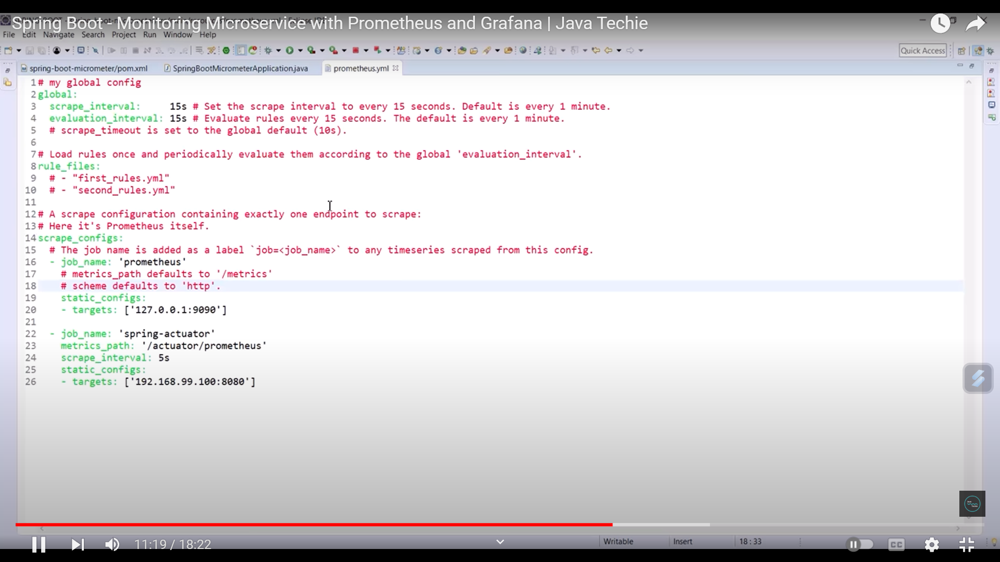 Spring Boot - Monitoring Microservice with Prometheus and Grafana | Java Techie
File Edit Navigate Search Project Run Window Help
Quick Access
spring-boot-micrometer/pom.xml SpringBootMicrometerApplication.java prometheus.yml
1 # my global config
2 global:
3 scrape_interval: 15s # Set the scrape interval to every 15 seconds. Default is every 1 minute.
4 evaluation_interval: 15s # Evaluate rules every 15 seconds. The default is every 1 minute.
5 # scrape_timeout is set to the global default (10s).
6
7 # Load rules once and periodically evaluate them according to the global 'evaluation_interval'.
8 rule_files:
9 # - "first_rules.yml"
10 # - "second_rules.yml"
11
12 # A scrape configuration containing exactly one endpoint to scrape:
13 # Here it's Prometheus itself.
14 scrape_configs:
15 # The job name is added as a label `job=<job_name>` to any timeseries scraped from this config.
16 - job_name: 'prometheus'
17 # metrics_path defaults to '/metrics'
18 # scheme defaults to 'http'.
19 static_configs:
20 - targets: ['127.0.0.1:9090']
21
22 - job_name: 'spring-actuator'
23 metrics_path: '/actuator/prometheus'
24 scrape_interval: 5s
25 static_configs:
26 - targets: ['192.168.99.100:8080']
11:19 / 18:22
Writable Insert 18:33
CC